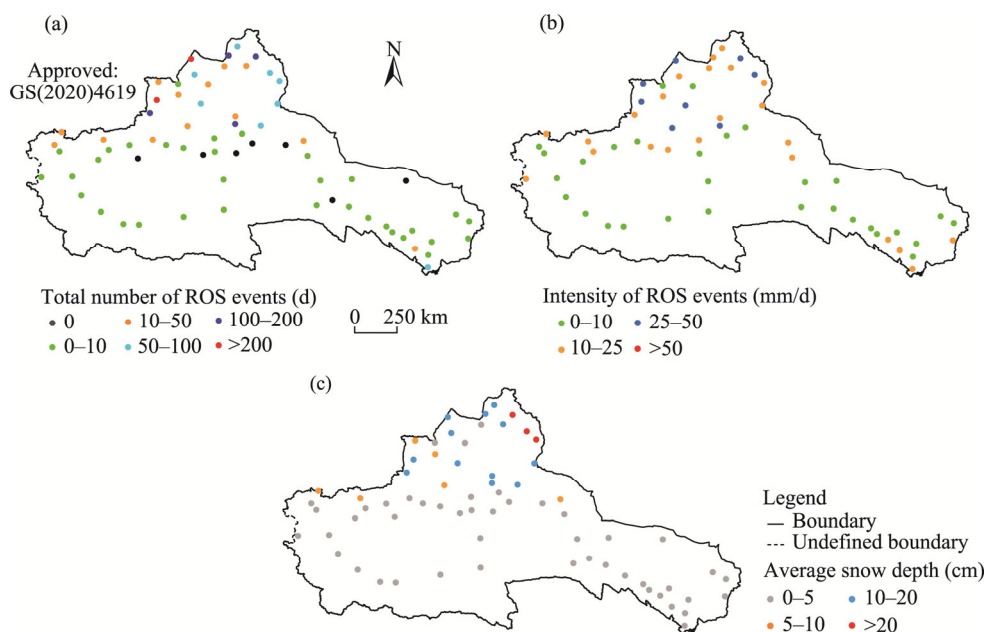 (a)
Approved:
GS(2020)4619
N
(b)
Total number of ROS events (d)
0
10–50
100–200
0–10
50–100
>200
0 250 km
Intensity of ROS events (mm/d)
0–10
25–50
10–25
>50
(c)
Legend
Boundary
Undefined boundary
Average snow depth (cm)
0–5
10–20
5–10
>20